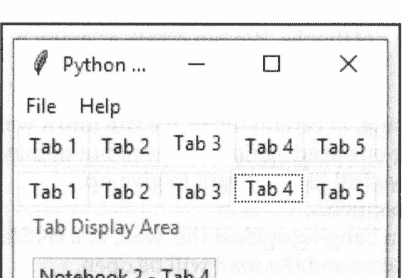 Python ...
File Help
Tab 1 Tab 2 Tab 3 Tab 4 Tab 5
Tab 1 Tab 2 Tab 3 Tab 4 Tab 5
Tab Display Area
Notebook 2 - Tab 4